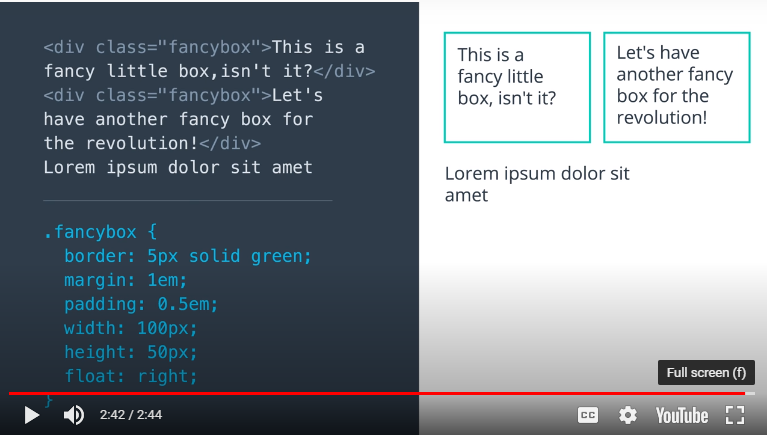 <div class="fancybox">This is a
fancy little box,isn't it?</div>
<div class="fancybox">Let's
have another fancy box for
the revolution!</div>
Lorem ipsum dolor sit amet
.fancybox {
border: 5px solid green;
margin: 1em;
padding: 0.5em;
width: 100px;
height: 50px;
float: right;
}
This is a
fancy little
box, isn't it?
Let's have
another fancy
box for the
revolution!
Lorem ipsum dolor sit
amet
Full screen (f)
2:42 / 2:44
CC
YouTube